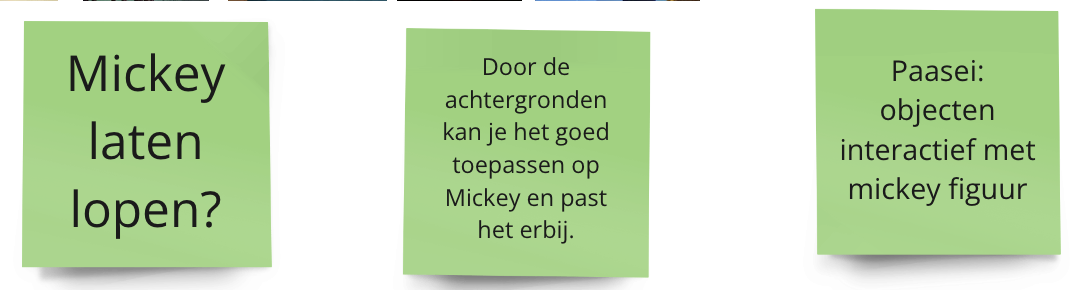 Mickey
laten
lopen?
Door de
achtergronden
kan je het goed
toepassen op
Mickey en past
het erbij.
Paasei:
objecten
interactief met
mickey figuur